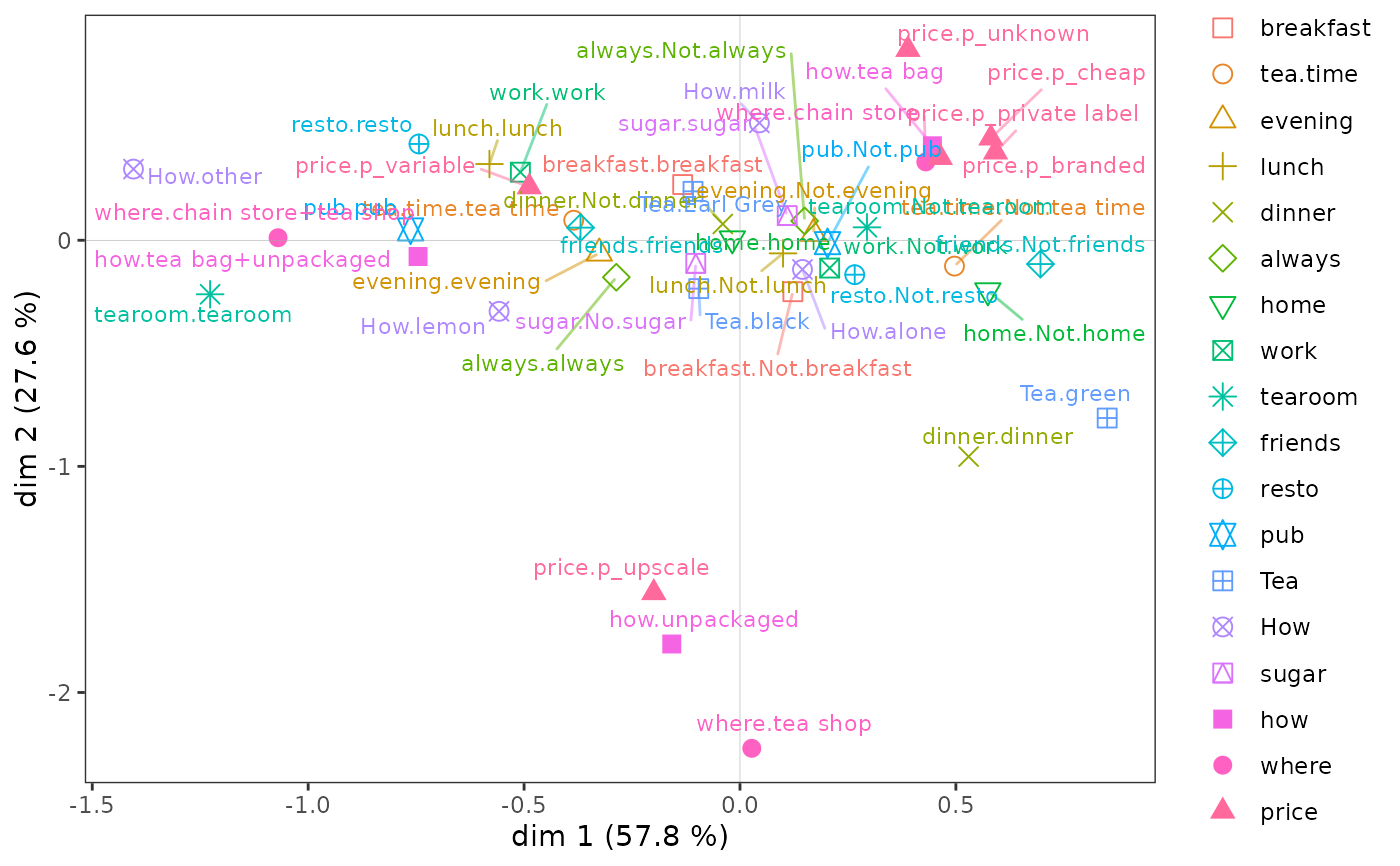 price.p_unknown
always.Not.always
how.tea bag
price.p_cheap
work.work
How.milk
where.chain store
price.p_private label
resto.resto
lunch.lunch
sugar.sugar
pub.Not.pub
price.p_variable
breakfast.breakfast
price.p_branded
How.other
evening.Not.evening
dinner.Not.dinner
Tea.Earl Grey
where.chain store+tea shop
pub.pub
tea.time.tea time
tearoom.Not.tearoom
tea.time.Not.tea time
friends.friends
home.home
work.Not.work
friends.Not.friends
how.tea bag+unpackaged
evening.evening
lunch.Not.lunch
resto.Not.resto
tearoom.tearoom
How.lemon
sugar.No.sugar
Tea.black
How.alone
home.Not.home
always.always
breakfast.Not.breakfast
Tea.green
dinner.dinner
price.p_upscale
how.unpackaged
where.tea shop
0
-1
-2
-1.5
-1.0
-0.5
0.0
0.5
dim 1 (57.8 %)
dim 2 (27.6 %)
breakfast
tea.time
evening
lunch
dinner
always
home
work
tearoom
friends
resto
pub
Tea
How
sugar
how
where
price